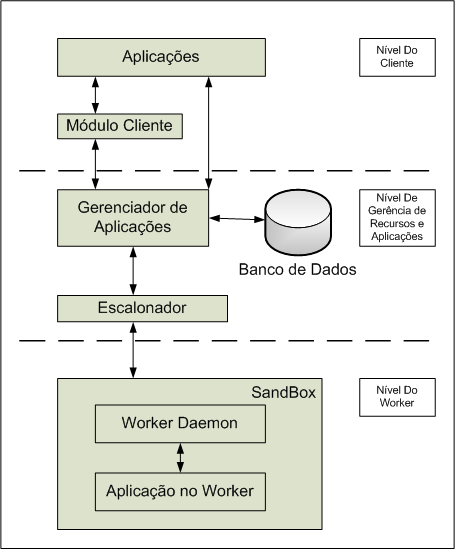 Aplicações
Nível Do
Cliente
Módulo Cliente
Gerenciador de
Aplicações
Nível De
Gerência de
Recursos e
Aplicações
Banco de Dados
Escalonador
SandBox
Nível Do
Worker
Worker Daemon
Aplicação no Worker